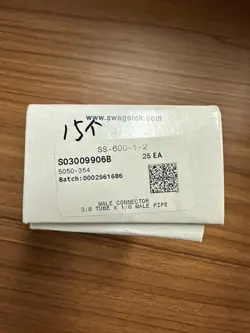 www.swagelok.com
15个
SS-600-1-2
S03009906B 25 EA
5050-354
Batch:0002561686
MALE CONNECTOR
3/8 TUBE X 1/8 MALE PIPE